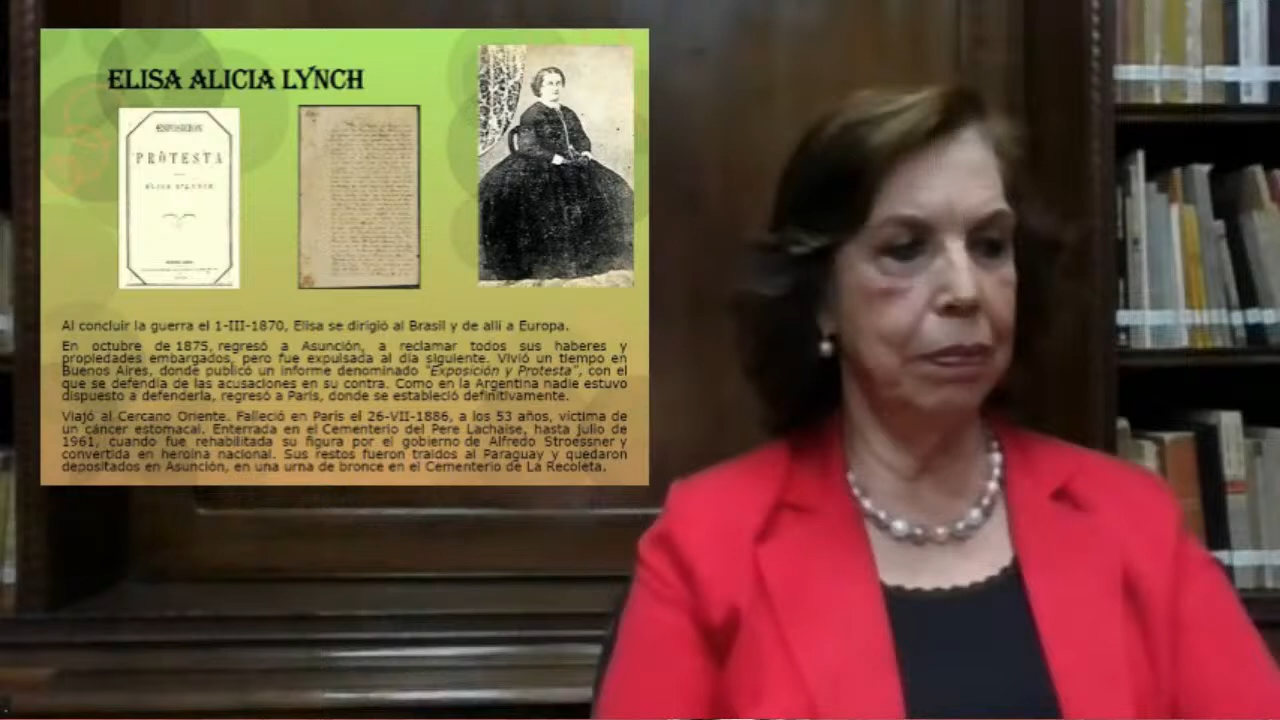 ELISA ALICIA LYNCH
EXPOSICION
PROTESTA
Al concluir la guerra el 1-III-1870, Elisa se dirigió al Brasil y de allí a Europa.
En octubre de 1875, regresó a Asunción, a reclamar todos sus haberes y
propiedades embargados, pero fue expulsada al día siguiente. Vivió un tiempo en
Buenos Aires, donde publicó un informe denominado "Exposición y Protesta", con el
que se defendía de las acusaciones en su contra. Como en la Argentina nadie estuvo
dispuesto a defenderla, regresó a París, donde se estableció definitivamente.
Viajó al Cercano Oriente. Falleció en París el 26-VII-1886, a los 53 años, víctima de
un cáncer estomacal. Enterrada en el Cementerio del Pere Lachaise, hasta julio de
1961, cuando fue rehabilitada su figura por el gobierno de Alfredo Stroessner y
convertida en heroína nacional. Sus restos fueron traídos al Paraguay y quedaron
depositados en Asunción, en una urna de bronce en el Cementerio de La Recoleta.